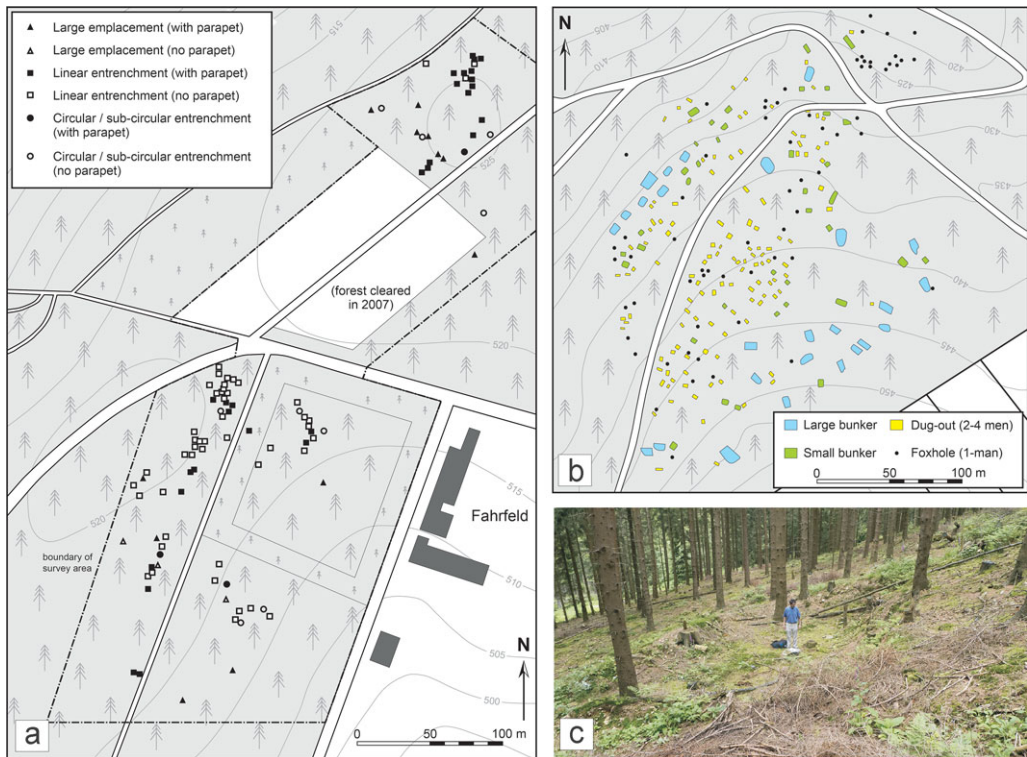 Large emplacement (with parapet)
Large emplacement (no parapet)
Linear entrenchment (with parapet)
Linear entrenchment (no parapet)
Circular / sub-circular entrenchment
(with parapet)
Circular / sub-circular entrenchment
(no parapet)
515
525
(forest cleared
in 2007)
520
520
515
Fahrfeld
510
boundary of
survey area
505
500
N
a
0 50 100 m
N
405
410
420
425
430
435
440
445
450
Large bunker
Dug-out (2-4 men)
Small bunker
Foxhole (1-man)
0 50 100 m
b
c